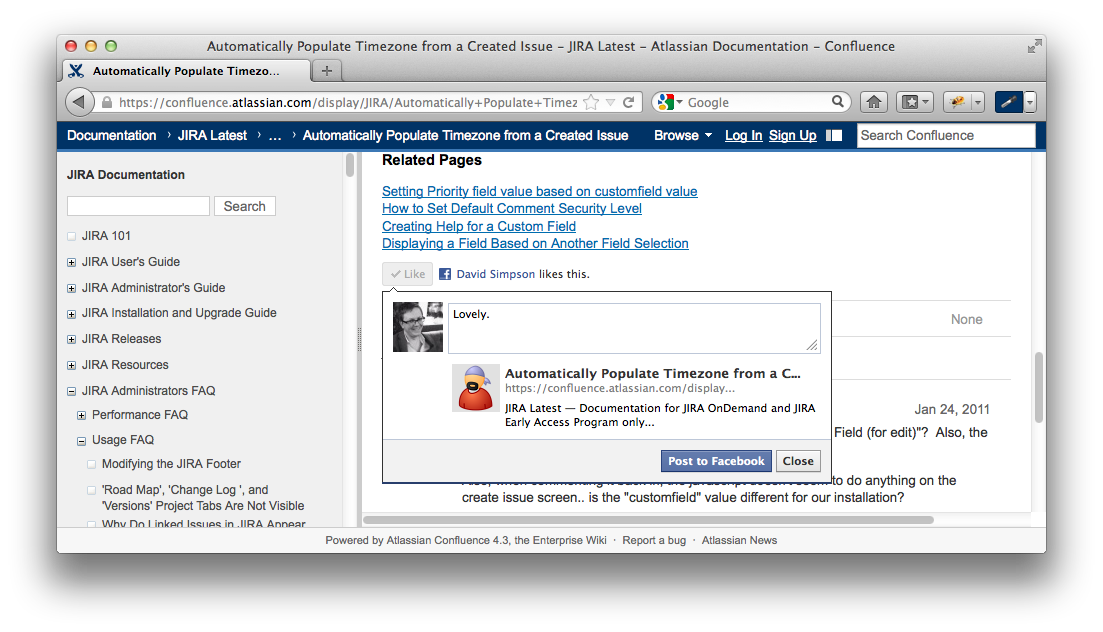 Automatically Populate Timezone from a Created Issue – JIRA Latest – Atlassian Documentation – Confluence
Automatically Populate Timezo...
https://confluence.atlassian.com/display/JIRA/Automatically+Populate+Timez
Google
Documentation › JIRA Latest › ... › Automatically Populate Timezone from a Created Issue
Browse Log In Sign Up Search Confluence
JIRA Documentation
Search
JIRA 101
JIRA User's Guide
JIRA Administrator's Guide
JIRA Installation and Upgrade Guide
JIRA Releases
JIRA Resources
JIRA Administrators FAQ
Performance FAQ
Usage FAQ
Modifying the JIRA Footer
'Road Map', 'Change Log ', and
'Versions' Project Tabs Are Not Visible
Why Do Linked Issues in JIRA Appear
Related Pages
Setting Priority field value based on customfield value
How to Set Default Comment Security Level
Creating Help for a Custom Field
Displaying a Field Based on Another Field Selection
Like David Simpson likes this.
Lovely.
Automatically Populate Timezone from a C...
https://confluence.atlassian.com/display...
JIRA Latest — Documentation for JIRA OnDemand and JIRA
Early Access Program only...
Post to Facebook Close
None
Jan 24, 2011
Field (for edit)"? Also, the
to do anything on the
create issue screen.. is the "customfield" value different for our installation?
Powered by Atlassian Confluence 4.3, the Enterprise Wiki · Report a bug · Atlassian News